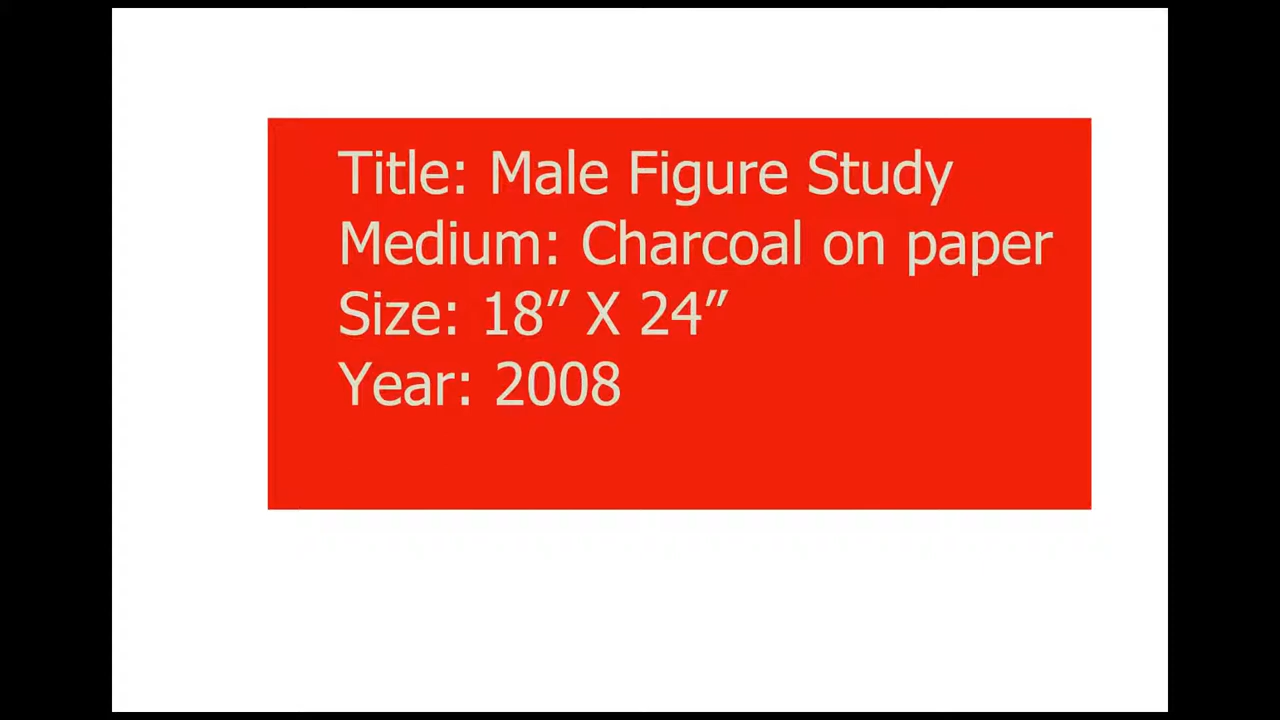 Title: Male Figure Study
Medium: Charcoal on paper
Size: 18” X 24”
Year: 2008